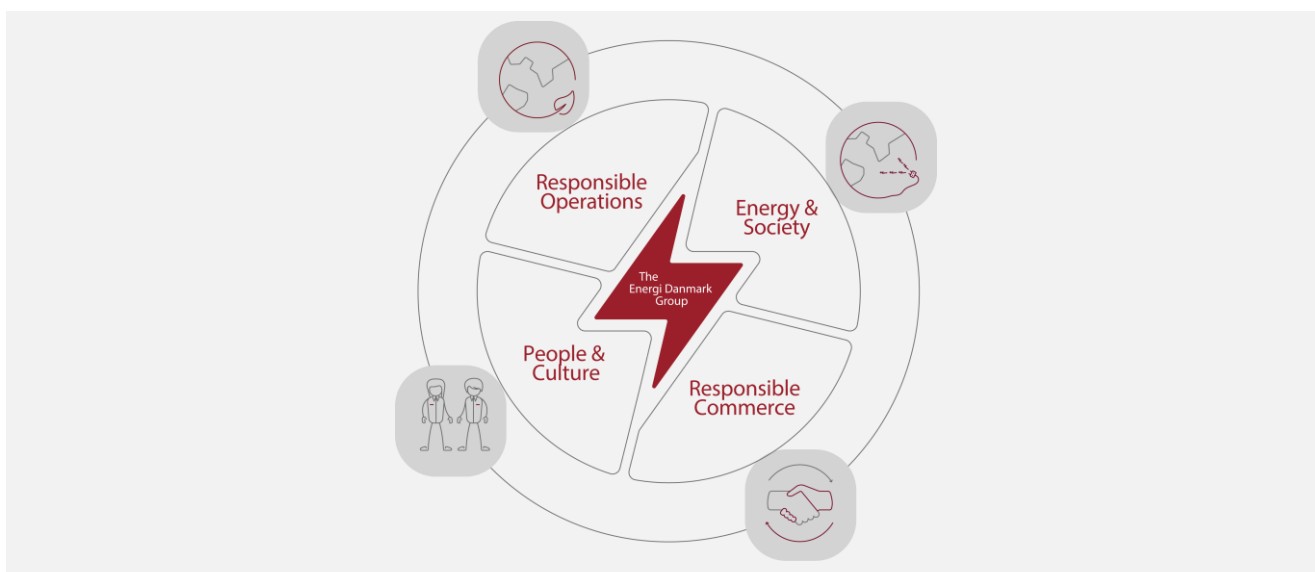 Responsible
Operations
Energy &
Society
The
Energi Danmark
Group
People &
Culture
Responsible
Commerce